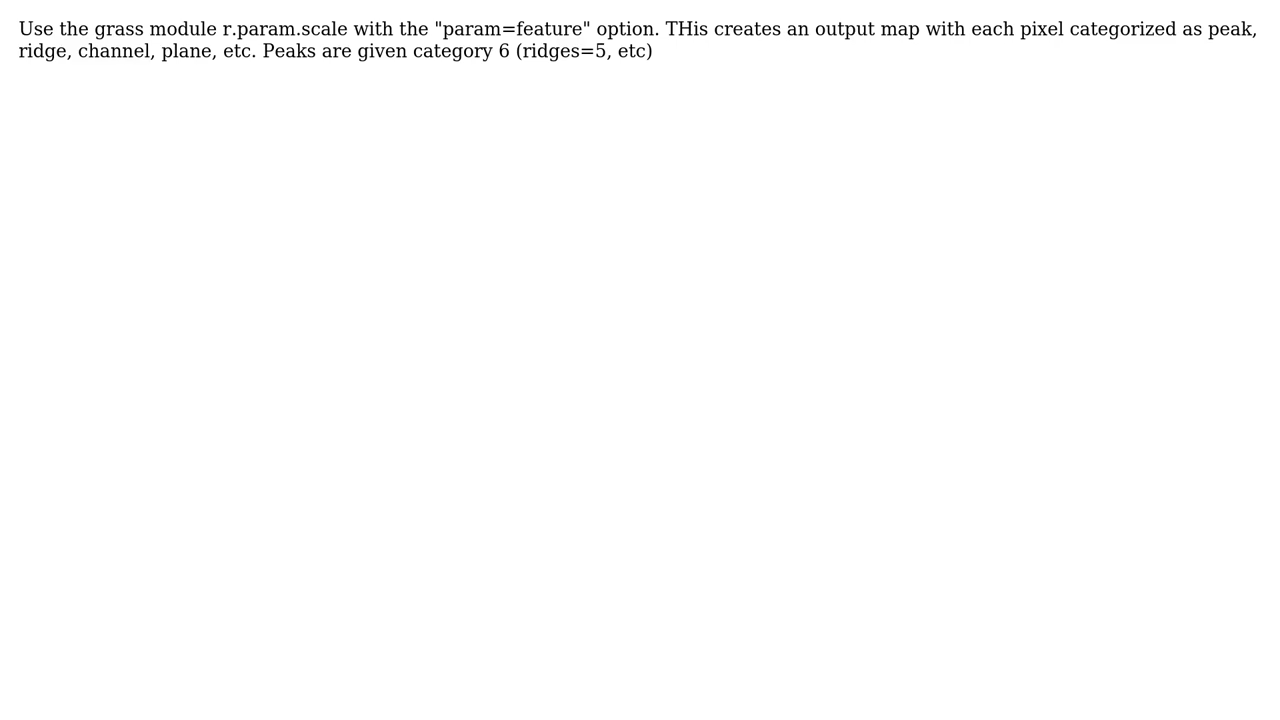 Use the grass module r.param.scale with the "param=feature" option. THis creates an output map with each pixel categorized as peak,
ridge, channel, plane, etc. Peaks are given category 6 (ridges=5, etc)